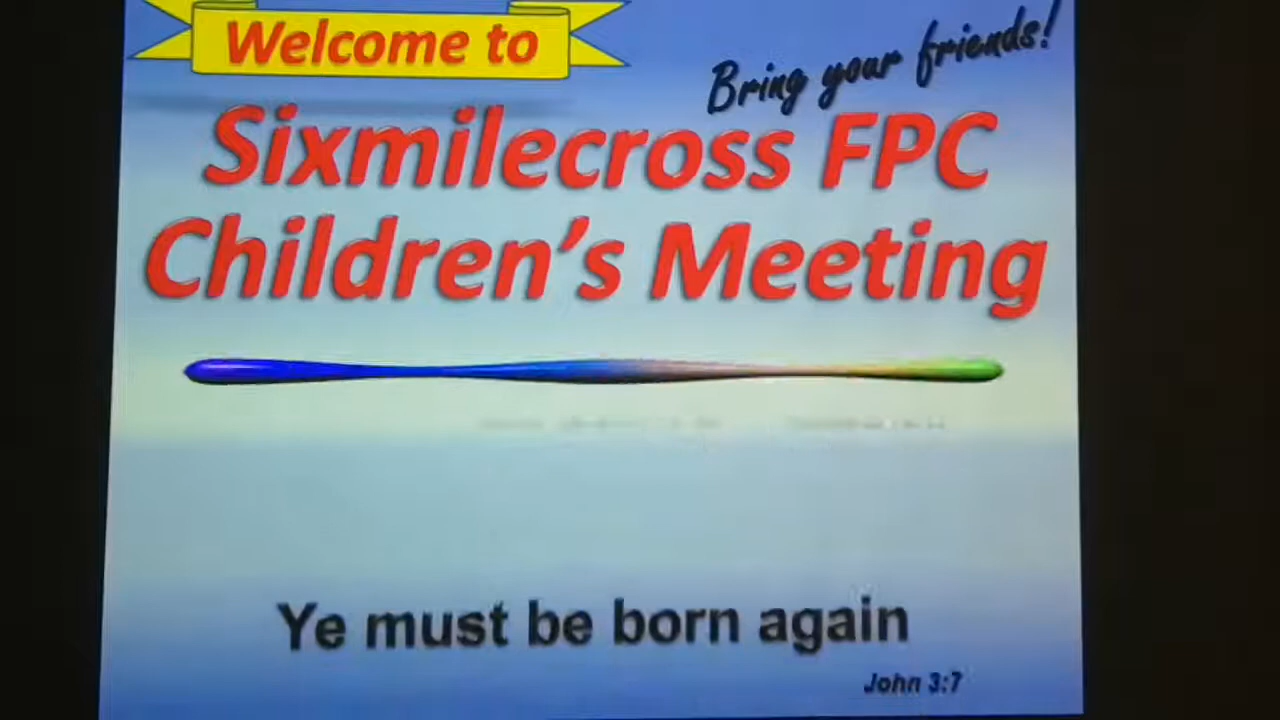 Welcome to
Bring your friends!
Sixmilecross FPC
Children's Meeting
Ye must be born again
John 3:7